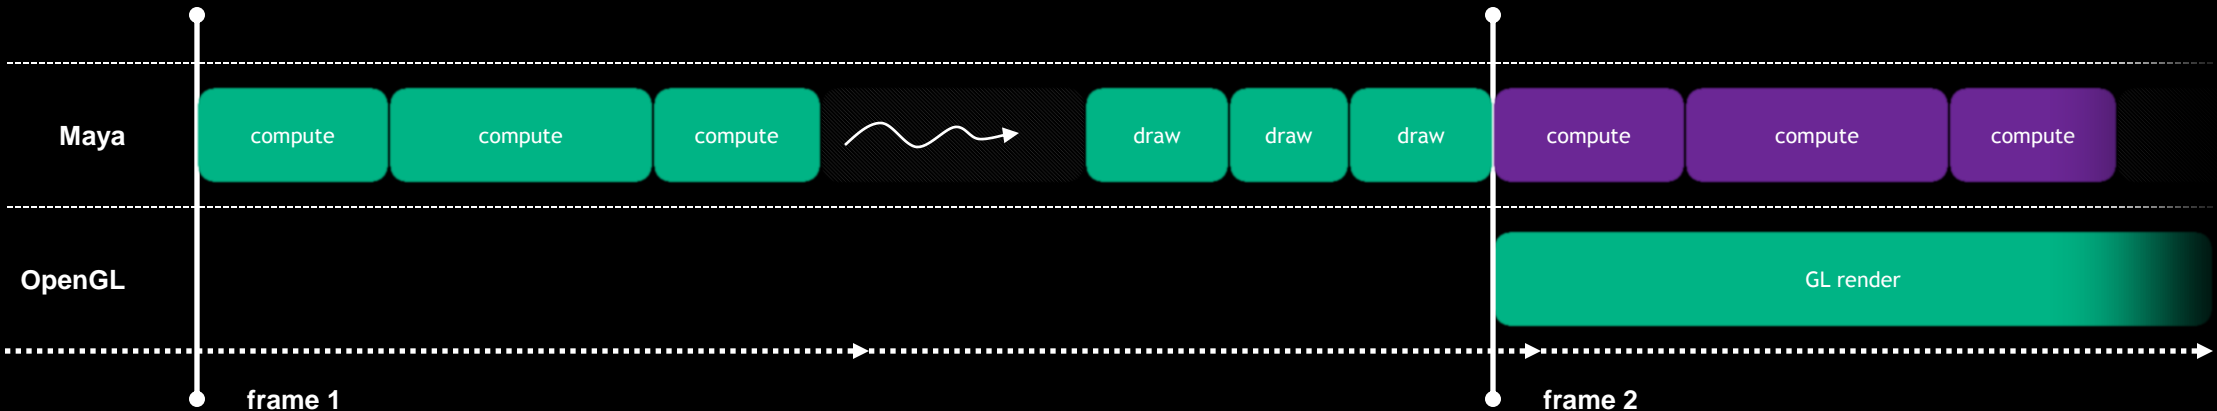 Maya
compute compute compute draw draw draw compute compute compute
OpenGL
GL render
frame 1 frame 2